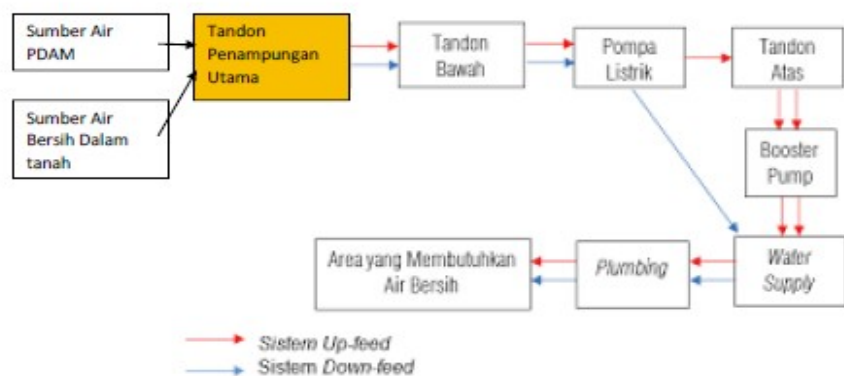 Sumber Air
PDAM
Tandon
Penampungan
Utama
Tandon
Bawah
Pompa
Listrik
Tandon
Atas
Sumber Air
Bersih Dalam
tanah
Booster
Pump
Area yang Membutuhkan
Air Bersih
Plumbing
Water
Supply
Sistem Up-feed
Sistem Down-feed